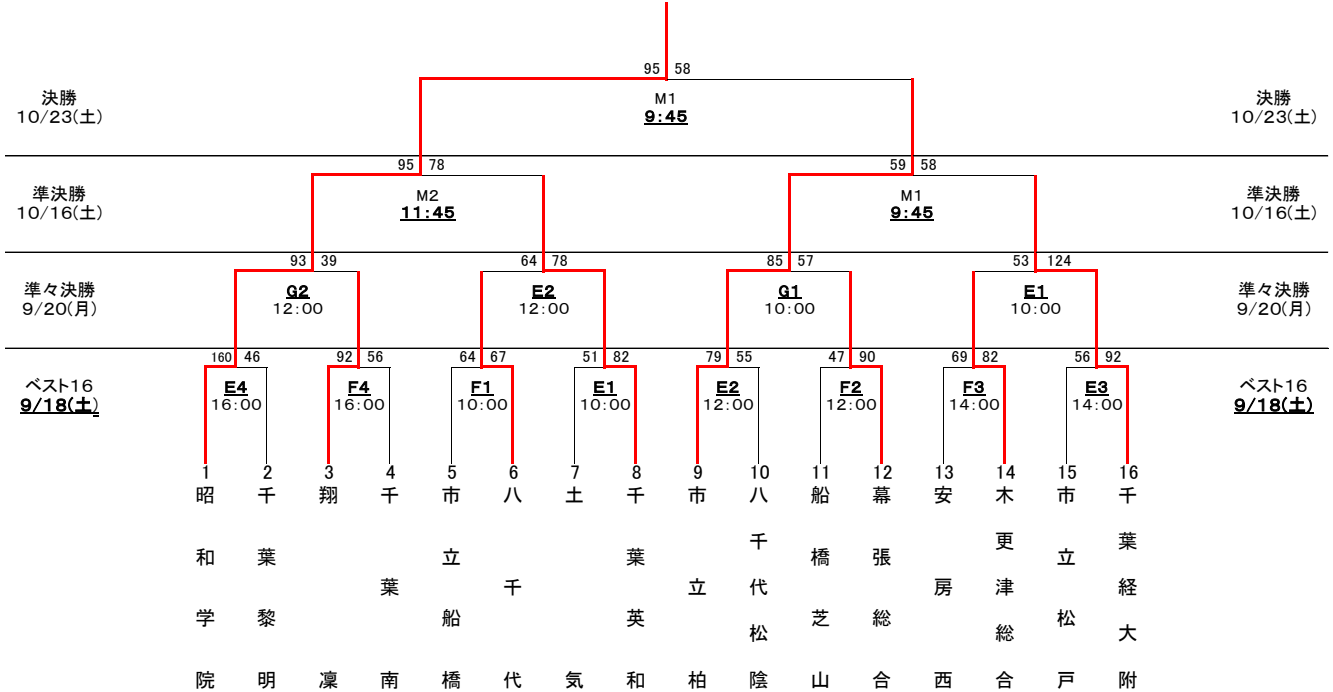 95 58
決勝
10/23(土)
M1
9:45
決勝
10/23(土)
95 78
59 58
準決勝
10/16(土)
M2
11:45
M1
9:45
準決勝
10/16(土)
93 39
64 78
85 57
53 124
準々決勝
9/20(月)
G2
12:00
E2
12:00
G1
10:00
E1
10:00
準々決勝
9/20(月)
160 46
92 56
64 67
51 82
79 55
47 90
69 82
56 92
ベスト16
9/18(土)
E4
16:00
F4
16:00
F1
10:00
E1
10:00
E2
12:00
F2
12:00
F3
14:00
E3
14:00
ベスト16
9/18(土)
1
昭和学院
2
千葉黎明
3
翔凜
4
千葉南
5
市立船橋
6
八千代
7
土気
8
千葉英和
9
市立柏
10
八千代松陰
11
船橋芝山
12
幕張総合
13
安房西
14
木更津総合
15
市立松戸
16
千葉経大附